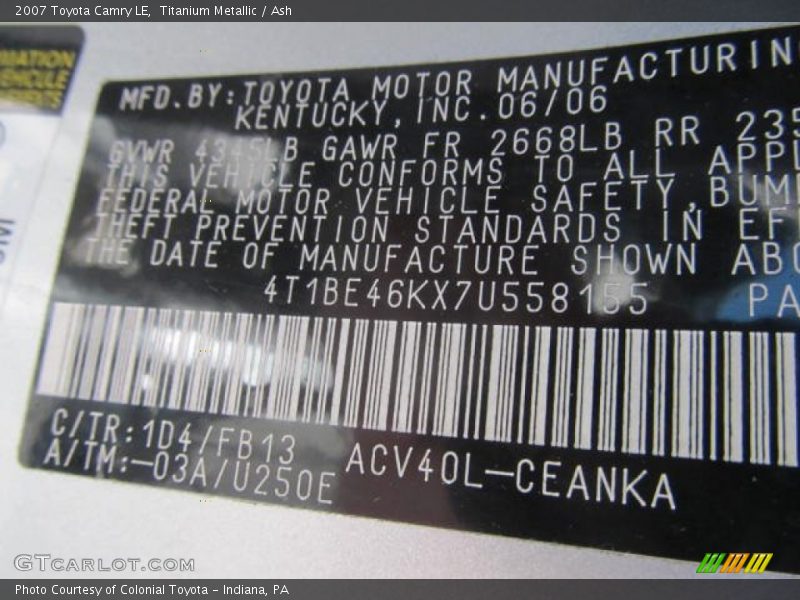 2007 Toyota Camry LE, Titanium Metallic / Ash
MFD.BY:TOYOTA MOTOR MANUFACTURIN
KENTUCKY,INC.06/06
GVWR 4345LB GAWR FR 2668LB RR 235
THIS VEHICLE CONFORMS TO ALL APPL
FEDERAL MOTOR VEHICLE SAFETY,BUM
THEFT PREVENTION STANDARDS IN EF
THE DATE OF MANUFACTURE SHOWN ABO
4T1BE46KX7U558155 PA
C/TR:1D4/FB13
A/TM:-03A/U250E
ACV40L-CEANKA
GTCARLOT.COM
Photo Courtesy of Colonial Toyota - Indiana, PA